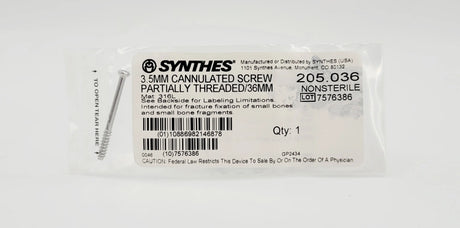 SYNTHES®
Manufactured or Distributed by SYNTHES (USA)
1101 Synthes Avenue, Monument, CO 80132
3.5MM CANNULATED SCREW
PARTIALLY THREADED/36MM
205.036
NONSTERILE
LOT 7576386
Mat: 316L
See Backside for Labeling Limitations.
Intended for fracture fixation of small bones
and small bone fragments
(01)10886982146878
Qty: 1
0046 (10)7576386 GP2434
CAUTION: Federal Law Restricts This Device To Sale By Or On The Order Of A Physician
TO OPEN TEAR HERE